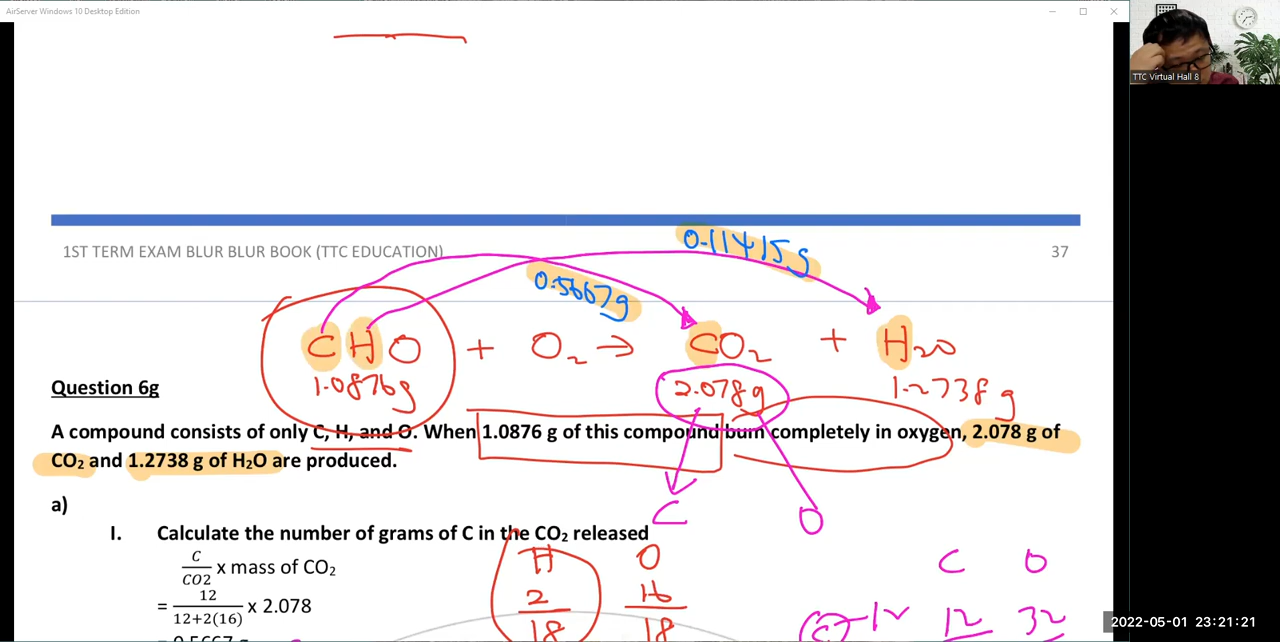 AirServer Windows 10 Desktop Edition
TTC Virtual Hall 8
1ST TERM EXAM BLUR BLUR BOOK (TTC EDUCATION)
37
0.11415g
0.5667g
CHO + O₂ → CO₂ + H₂O
1.0876g 2.078g 1.2738g
Question 6g
A compound consists of only C, H, and O. When 1.0876 g of this compound burn completely in oxygen, 2.078 g of
CO₂ and 1.2738 g of H₂O are produced.
C O
a)
I. Calculate the number of grams of C in the CO₂ released
C/CO2 x mass of CO₂
= 12/12+2(16) x 2.078
= 0.5667
H O
2/18 16/18
C O
12 32
2022-05-01 23:21:21